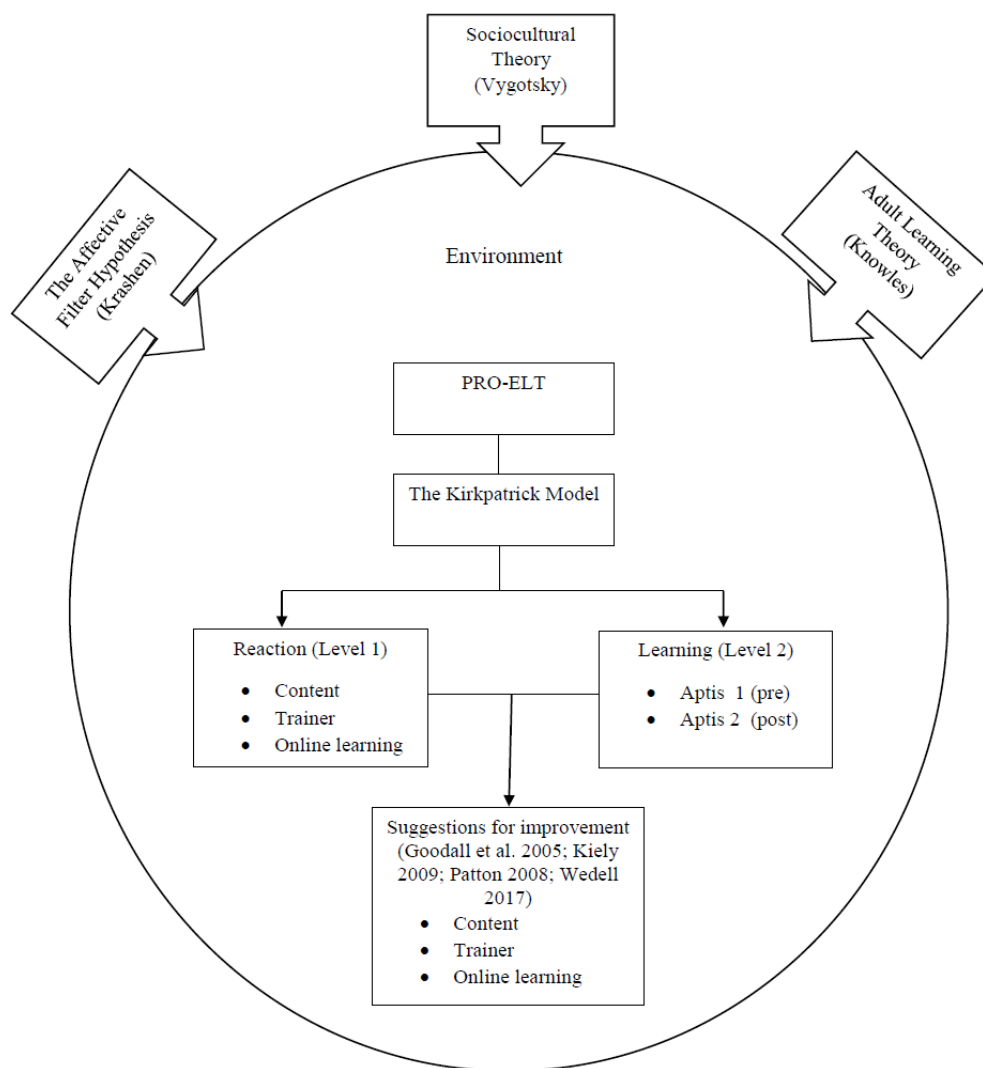 Sociocultural
Theory
(Vygotsky)
The Affective
Filter Hypothesis
(Krashen)
Adult Learning
Theory
(Knowles)
Environment
PRO-ELT
The Kirkpatrick Model
Reaction (Level 1)
• Content
• Trainer
• Online learning
Learning (Level 2)
• Aptis 1 (pre)
• Aptis 2 (post)
Suggestions for improvement
(Goodall et al. 2005; Kiely
2009; Patton 2008; Wedell
2017)
• Content
• Trainer
• Online learning